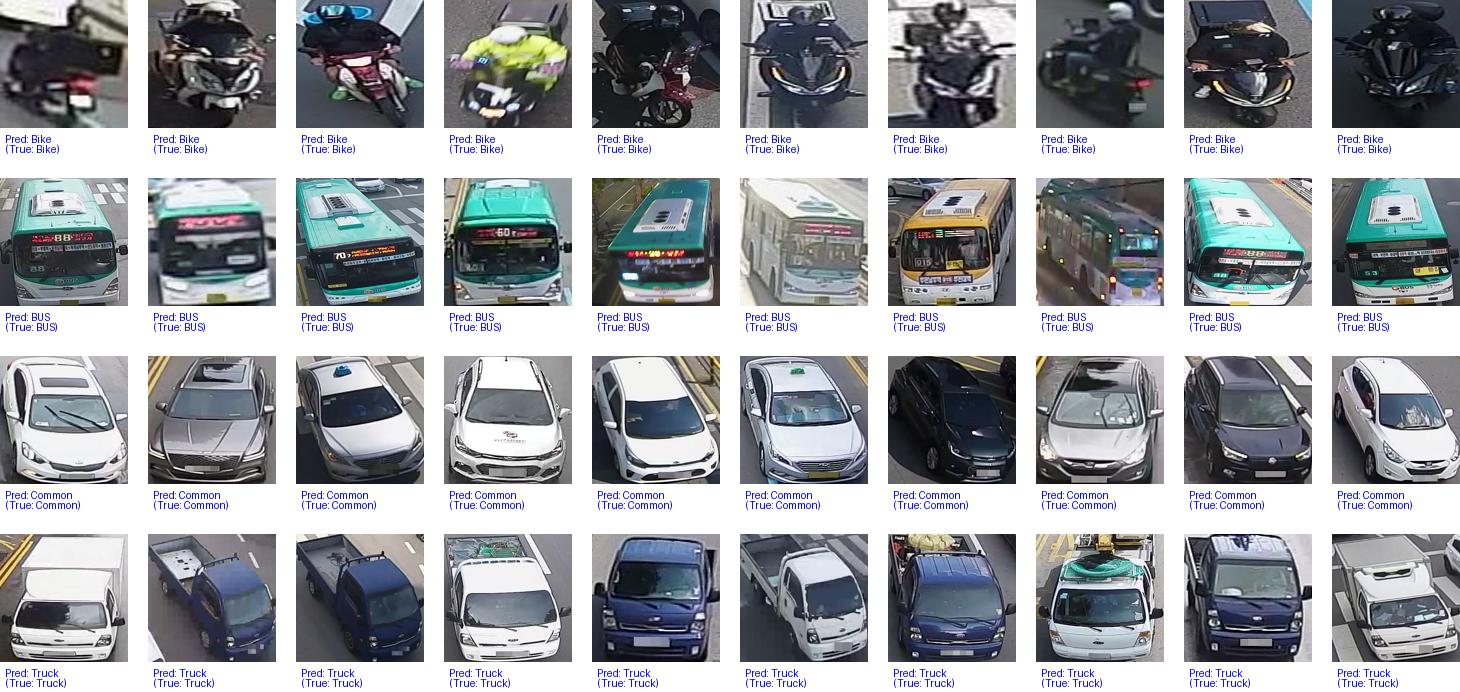 Pred: Bike
(True: Bike)
Pred: Bike
(True: Bike)
Pred: Bike
(True: Bike)
Pred: Bike
(True: Bike)
Pred: Bike
(True: Bike)
Pred: Bike
(True: Bike)
Pred: Bike
(True: Bike)
Pred: Bike
(True: Bike)
Pred: Bike
(True: Bike)
Pred: Bike
(True: Bike)
88
60
70
015
Pred: BUS
(True: BUS)
Pred: BUS
(True: BUS)
Pred: BUS
(True: BUS)
Pred: BUS
(True: BUS)
Pred: BUS
(True: BUS)
Pred: BUS
(True: BUS)
Pred: BUS
(True: BUS)
Pred: BUS
(True: BUS)
Pred: BUS
(True: BUS)
Pred: BUS
(True: BUS)
Pred: Common
(True: Common)
Pred: Common
(True: Common)
Pred: Common
(True: Common)
Pred: Common
(True: Common)
Pred: Common
(True: Common)
Pred: Common
(True: Common)
Pred: Common
(True: Common)
Pred: Common
(True: Common)
Pred: Common
(True: Common)
Pred: Common
(True: Common)
Pred: Truck
(True: Truck)
Pred: Truck
(True: Truck)
Pred: Truck
(True: Truck)
Pred: Truck
(True: Truck)
Pred: Truck
(True: Truck)
Pred: Truck
(True: Truck)
Pred: Truck
(True: Truck)
Pred: Truck
(True: Truck)
Pred: Truck
(True: Truck)
Pred: Truck
(True: Truck)